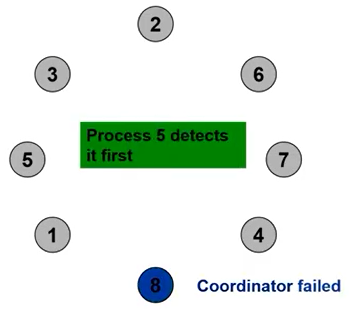 2
3
6
Process 5 detects
it first
5
7
1
4
8
Coordinator failed